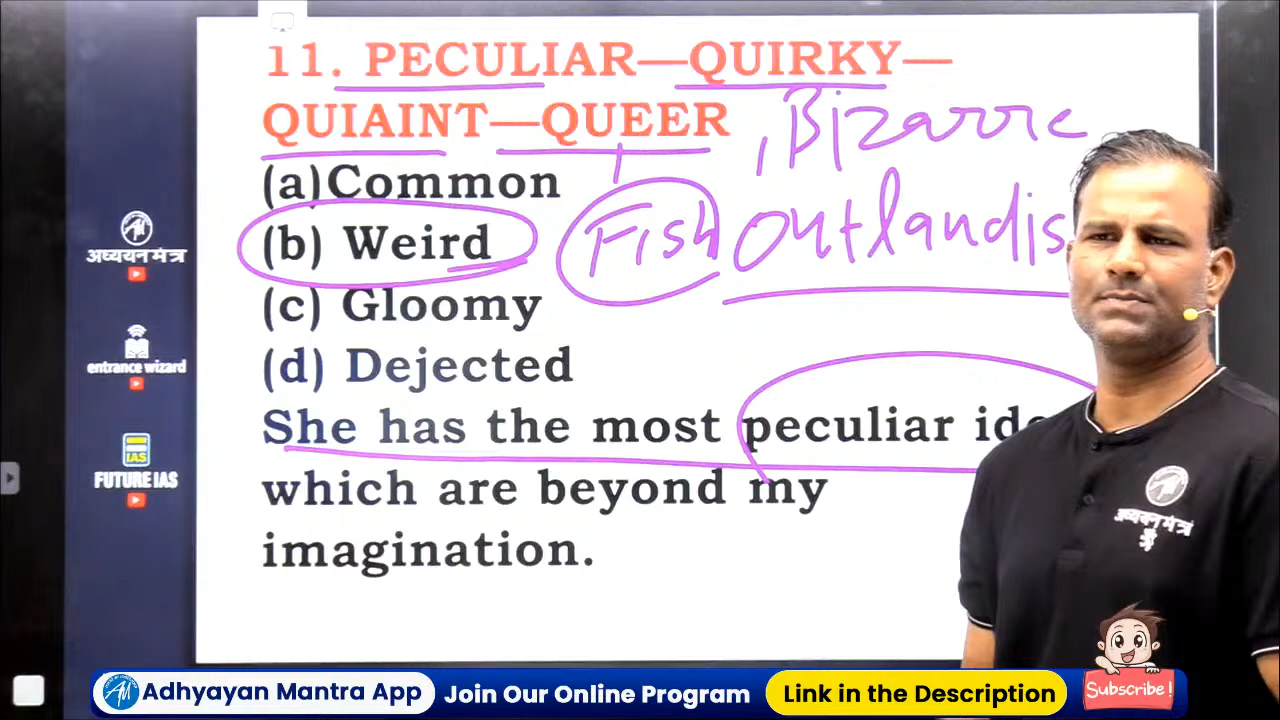 11. PECULIAR—QUIRKY—
QUIAINT—QUEER , Bizarre
(a)Common
(b) Weird Fish Outlandis
(c) Gloomy
(d) Dejected
She has the most peculiar ide
which are beyond my
imagination.
अध्ययन मंत्र
entrance wizard
IAS
FUTURE IAS
अध्ययन मंत्र
Adhyayan Mantra App Join Our Online Program Link in the Description Subscribe!